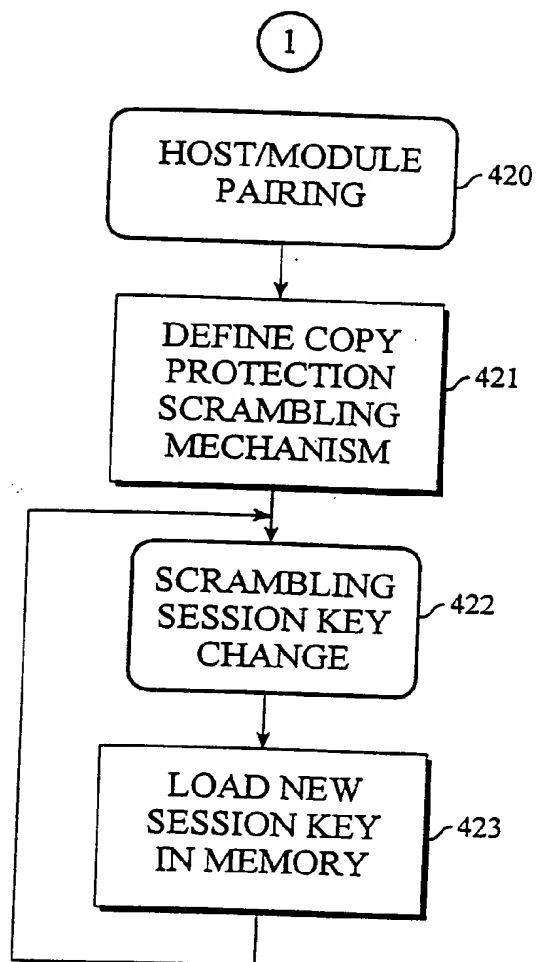 1
HOST/MODULE
PAIRING
420
DEFINE COPY
PROTECTION
SCRAMBLING
MECHANISM
421
SCRAMBLING
SESSION KEY
CHANGE
422
LOAD NEW
SESSION KEY
IN MEMORY
423